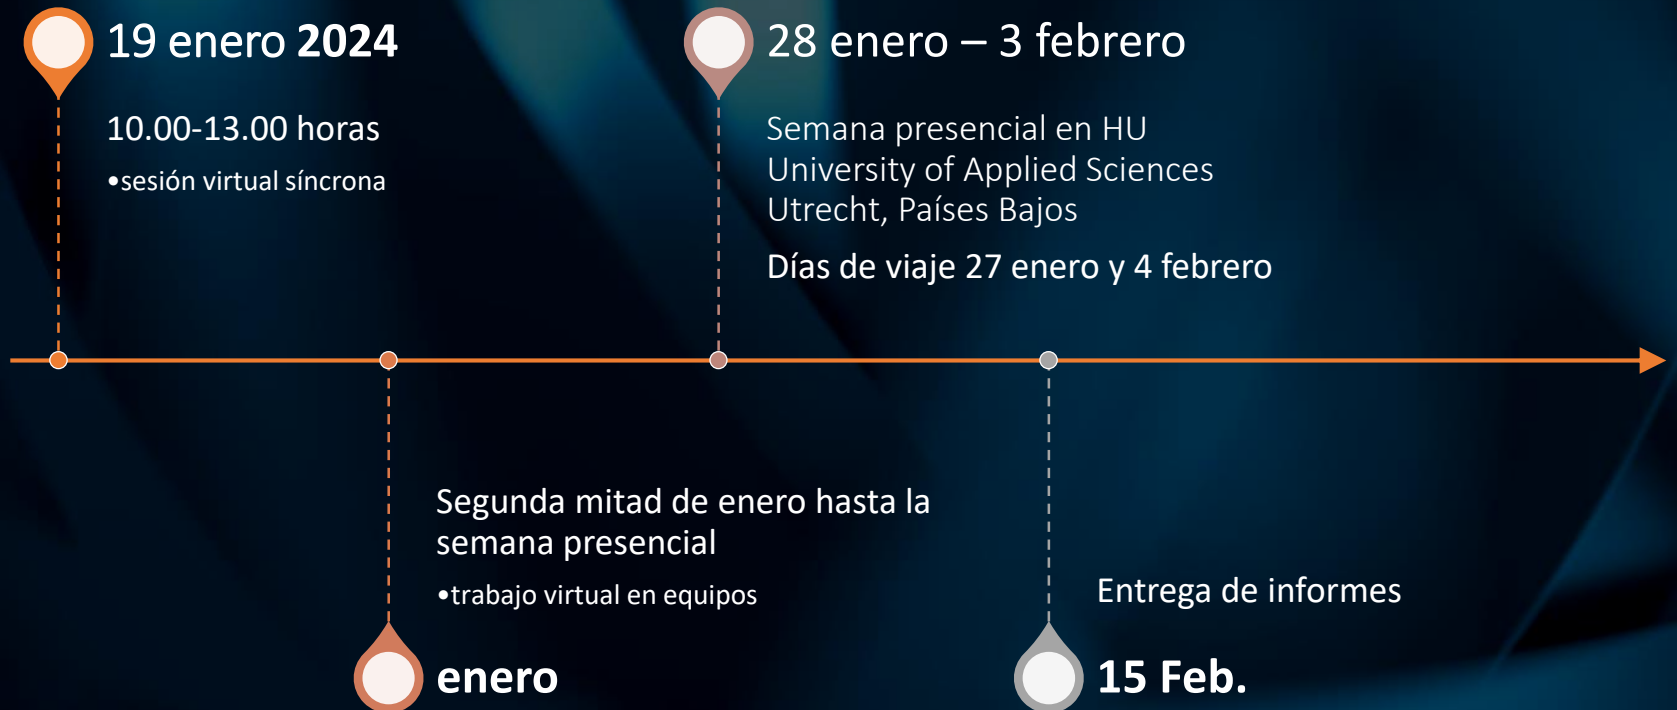 19 enero 2024
10.00-13.00 horas
•sesión virtual síncrona
Segunda mitad de enero hasta la
semana presencial
•trabajo virtual en equipos
enero
28 enero – 3 febrero
Semana presencial en HU
University of Applied Sciences
Utrecht, Países Bajos
Días de viaje 27 enero y 4 febrero
Entrega de informes
15 Feb.